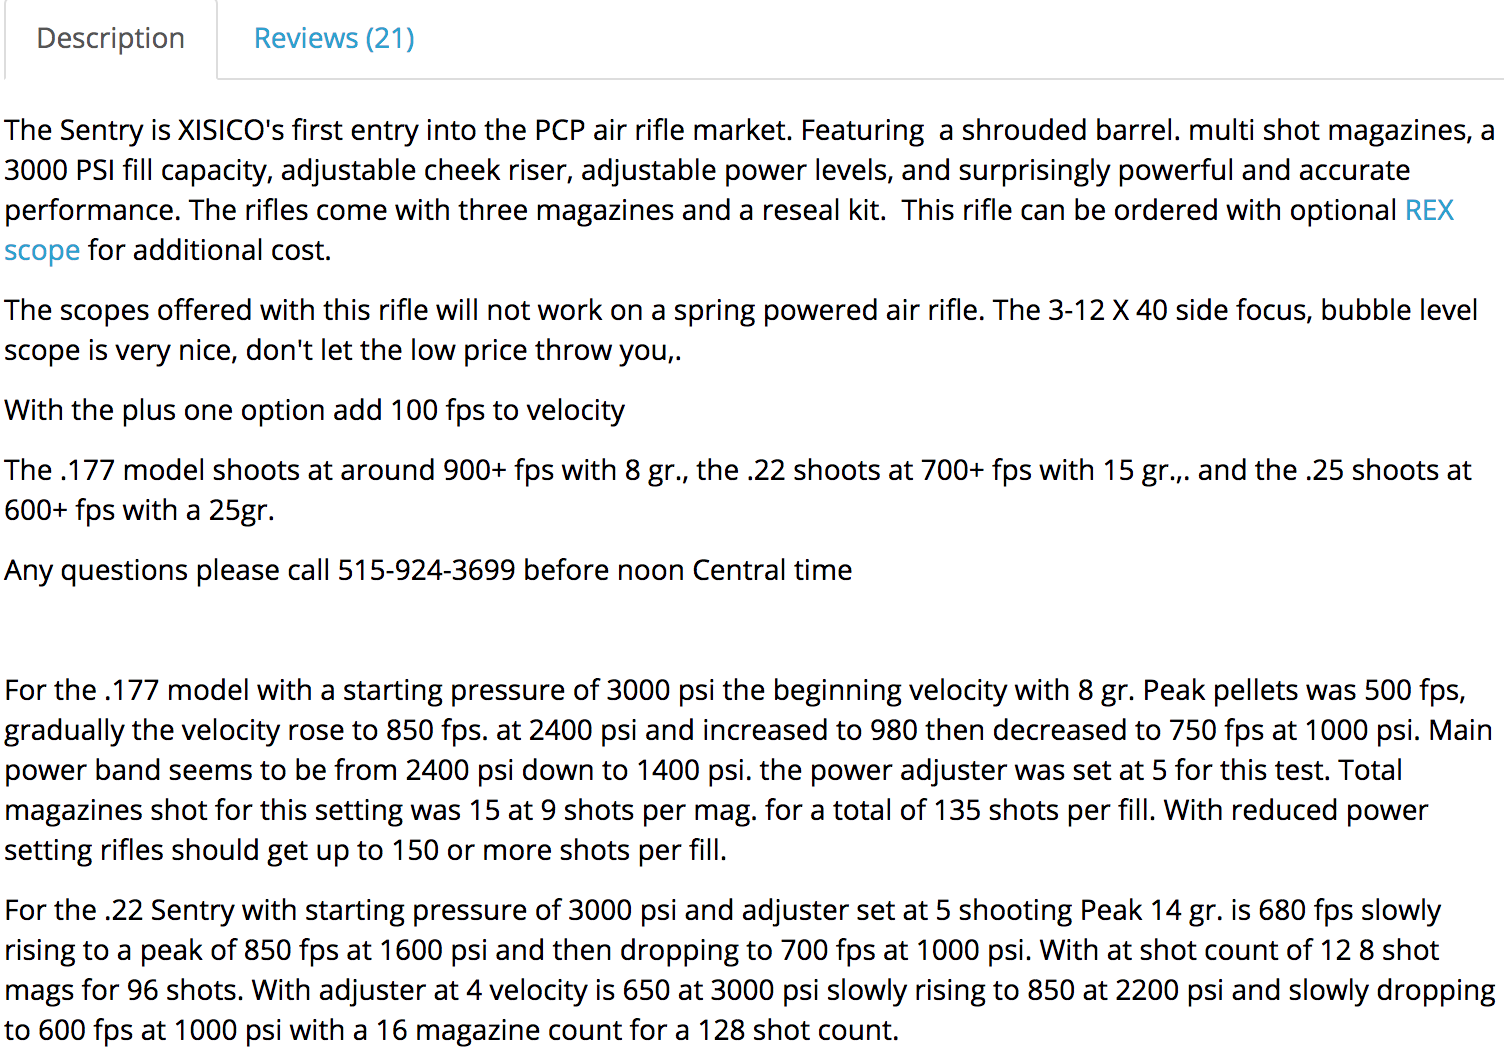 Description
Reviews (21)
The Sentry is XISICO's first entry into the PCP air rifle market. Featuring  a shrouded barrel. multi shot magazines, a
3000 PSI fill capacity, adjustable cheek riser, adjustable power levels, and surprisingly powerful and accurate
performance. The rifles come with three magazines and a reseal kit.  This rifle can be ordered with optional REX
scope for additional cost.
The scopes offered with this rifle will not work on a spring powered air rifle. The 3-12 X 40 side focus, bubble level
scope is very nice, don't let the low price throw you,.
With the plus one option add 100 fps to velocity
The .177 model shoots at around 900+ fps with 8 gr., the .22 shoots at 700+ fps with 15 gr.,. and the .25 shoots at
600+ fps with a 25gr.
Any questions please call 515-924-3699 before noon Central time
For the .177 model with a starting pressure of 3000 psi the beginning velocity with 8 gr. Peak pellets was 500 fps,
gradually the velocity rose to 850 fps. at 2400 psi and increased to 980 then decreased to 750 fps at 1000 psi. Main
power band seems to be from 2400 psi down to 1400 psi. the power adjuster was set at 5 for this test. Total
magazines shot for this setting was 15 at 9 shots per mag. for a total of 135 shots per fill. With reduced power
setting rifles should get up to 150 or more shots per fill.
For the .22 Sentry with starting pressure of 3000 psi and adjuster set at 5 shooting Peak 14 gr. is 680 fps slowly
rising to a peak of 850 fps at 1600 psi and then dropping to 700 fps at 1000 psi. With at shot count of 12 8 shot
mags for 96 shots. With adjuster at 4 velocity is 650 at 3000 psi slowly rising to 850 at 2200 psi and slowly dropping
to 600 fps at 1000 psi with a 16 magazine count for a 128 shot count.